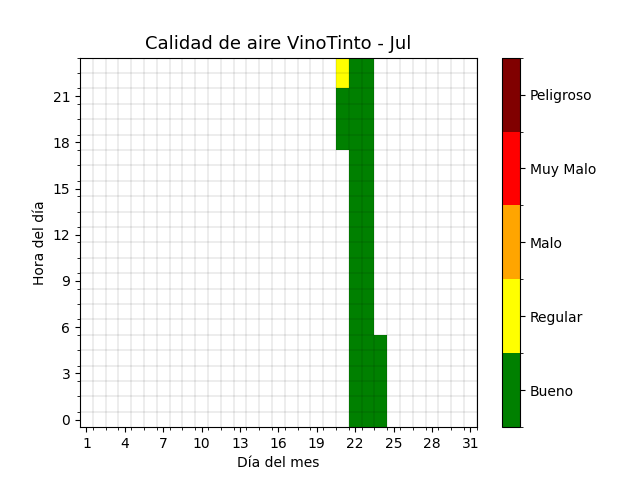 Calidad de aire VinoTinto - Jul
Hora del día
21
18
15
12
9
6
3
0
1 4 7 10 13 16 19 22 25 28 31
Día del mes
Peligroso
Muy Malo
Malo
Regular
Bueno